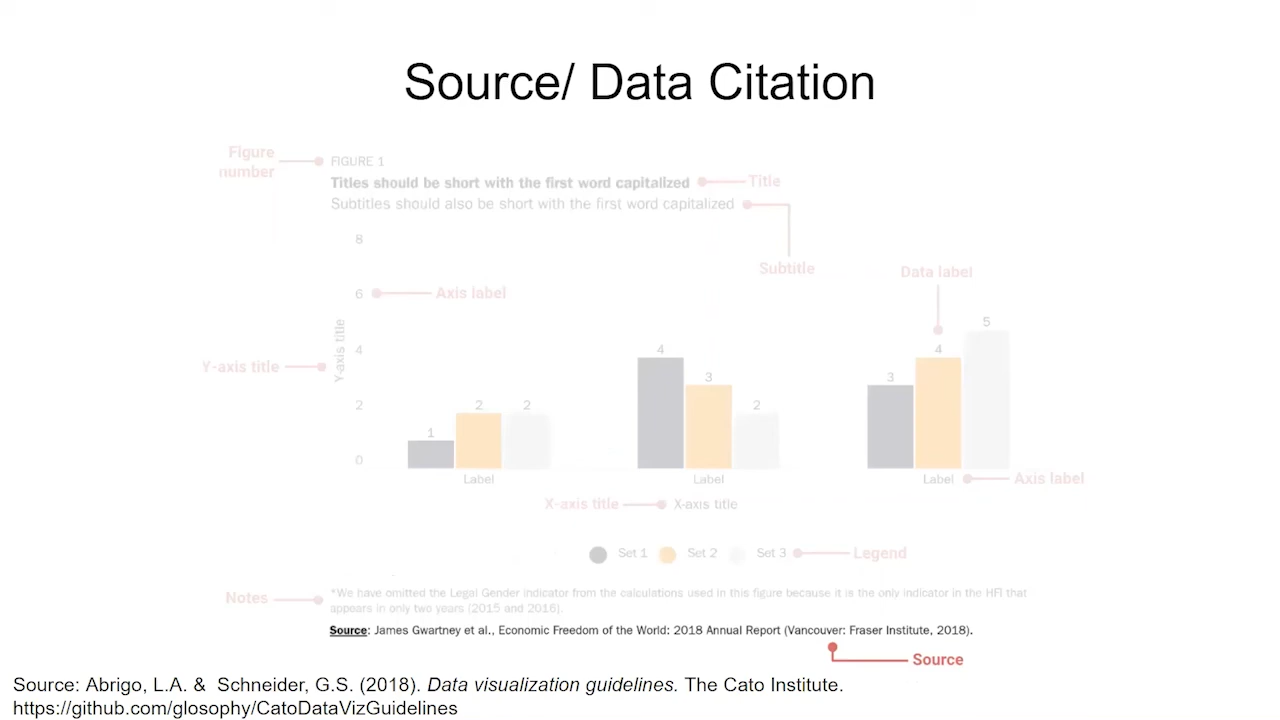 Source/ Data Citation
Figure
number
FIGURE 1
Titles should be short with the first word capitalized
Title
Subtitles should also be short with the first word capitalized
Subtitle
8
6
Axis label
Y-axis title
Y-axis title
4
2
0
Data label
1
2
2
4
3
2
3
4
5
Label
Label
Label
Axis label
X-axis title
X-axis title
Set 1
Set 2
Set 3
Legend
Notes
*We have omitted the Legal Gender indicator from the calculations used in this figure because it is the only indicator in the HFI that
appears in only two years (2015 and 2016).
Source: James Gwartney et al., Economic Freedom of the World: 2018 Annual Report (Vancouver: Fraser Institute, 2018).
Source
Source: Abrigo, L.A. &  Schneider, G.S. (2018). Data visualization guidelines. The Cato Institute.
https://github.com/glosophy/CatoDataVizGuidelines